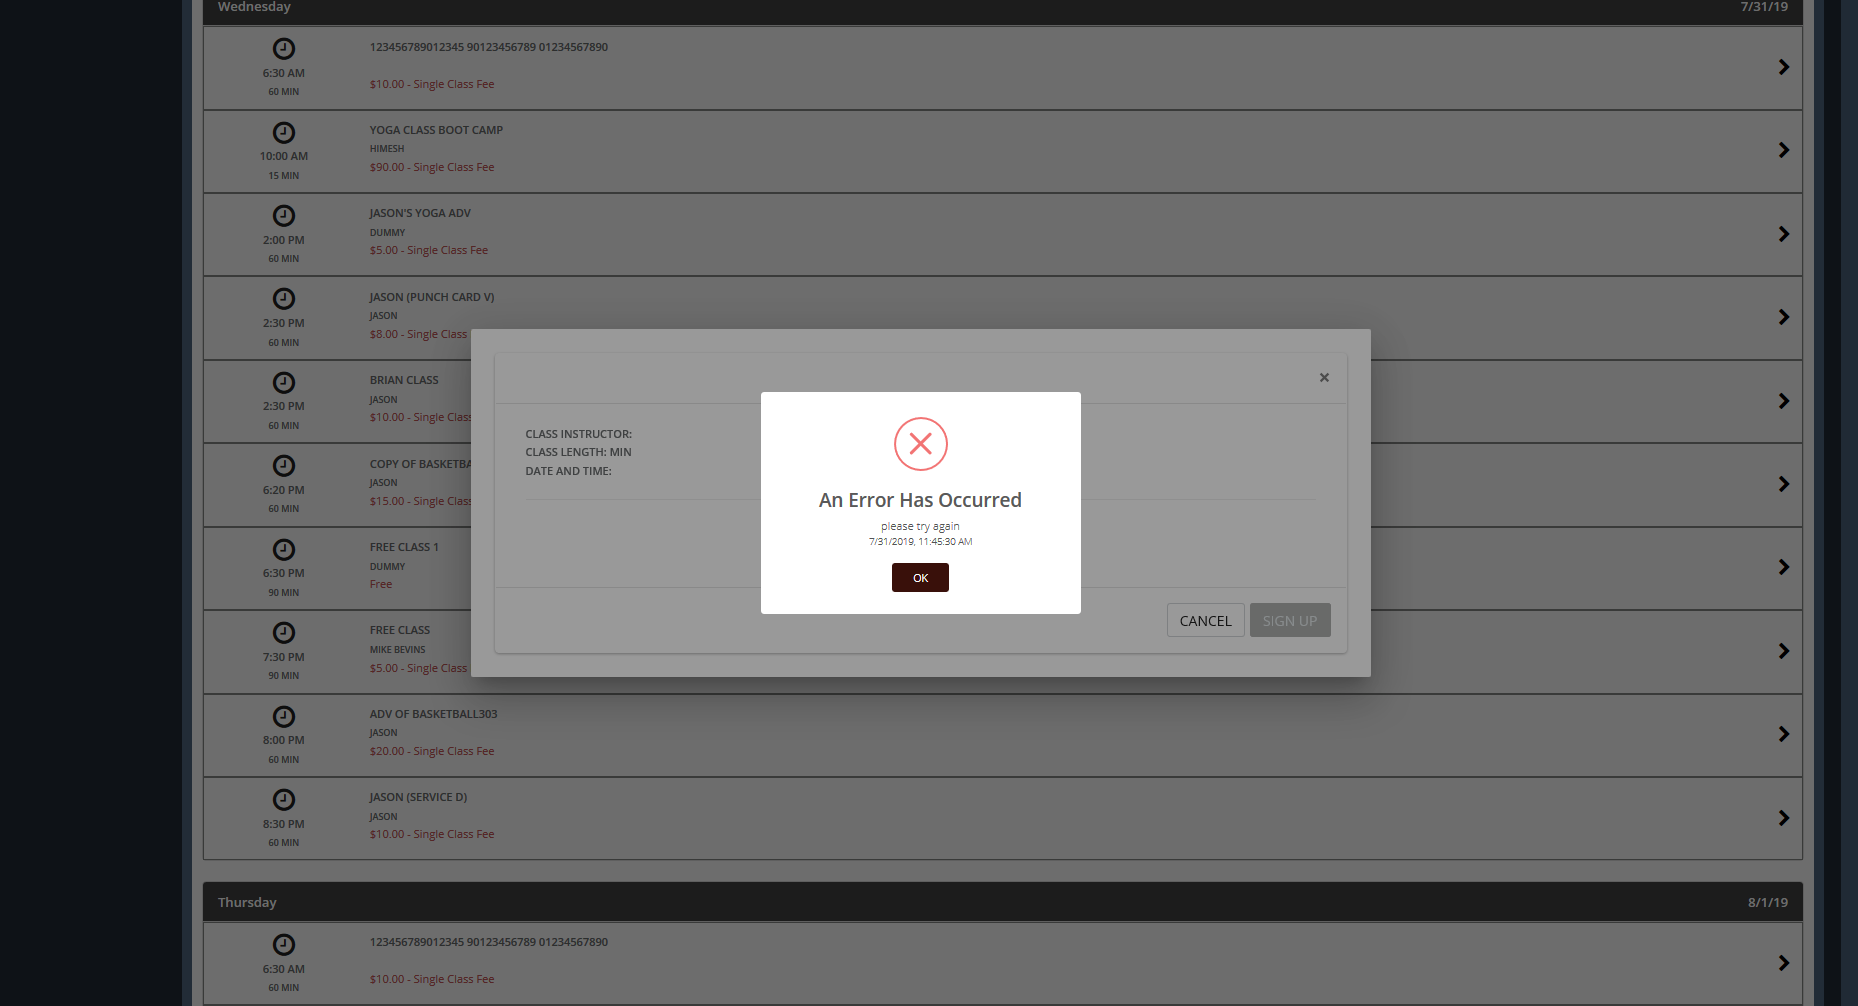 Wednesday 7/31/19
123456789012345 90123456789 01234567890
6:30 AM
$10.00 - Single Class Fee
60 MIN
YOGA CLASS BOOT CAMP
HIMESH
10:00 AM
$90.00 - Single Class Fee
15 MIN
JASON'S YOGA ADV
DUMMY
2:00 PM
$5.00 - Single Class Fee
60 MIN
JASON (PUNCH CARD V)
JASON
2:30 PM
$8.00 - Single Class
60 MIN
BRIAN CLASS
JASON
2:30 PM
$10.00 - Single Clas
60 MIN
COPY OF BASKETBA
JASON
6:20 PM
$15.00 - Single Clas
60 MIN
FREE CLASS 1
DUMMY
6:30 PM
Free
90 MIN
FREE CLASS
MIKE BEVINS
7:30 PM
$5.00 - Single Class
90 MIN
ADV OF BASKETBALL303
JASON
8:00 PM
$20.00 - Single Class Fee
60 MIN
JASON (SERVICE D)
JASON
8:30 PM
$10.00 - Single Class Fee
60 MIN
Thursday 8/1/19
123456789012345 90123456789 01234567890
6:30 AM
$10.00 - Single Class Fee
60 MIN
×
CLASS INSTRUCTOR:
CLASS LENGTH: MIN
DATE AND TIME:
CANCEL SIGN UP
An Error Has Occurred
please try again
7/31/2019, 11:45:30 AM
OK